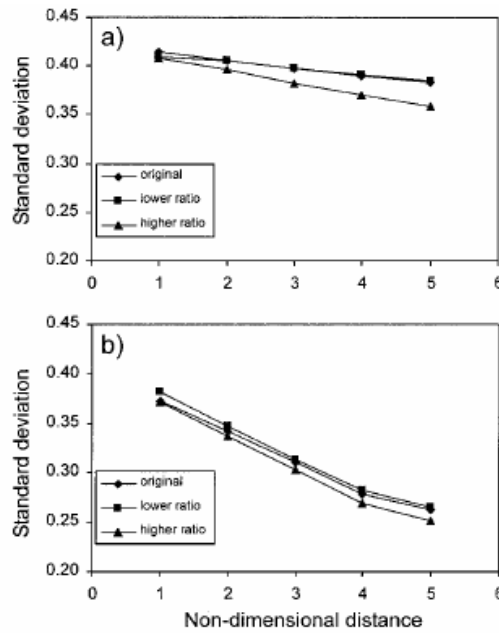 a)
Standard deviation
0.45
0.40
0.35
0.30
0.25
0.20
original
lower ratio
higher ratio
0 1 2 3 4 5 6
b)
Standard deviation
0.45
0.40
0.35
0.30
0.25
0.20
original
lower ratio
higher ratio
0 1 2 3 4 5 6
Non-dimensional distance